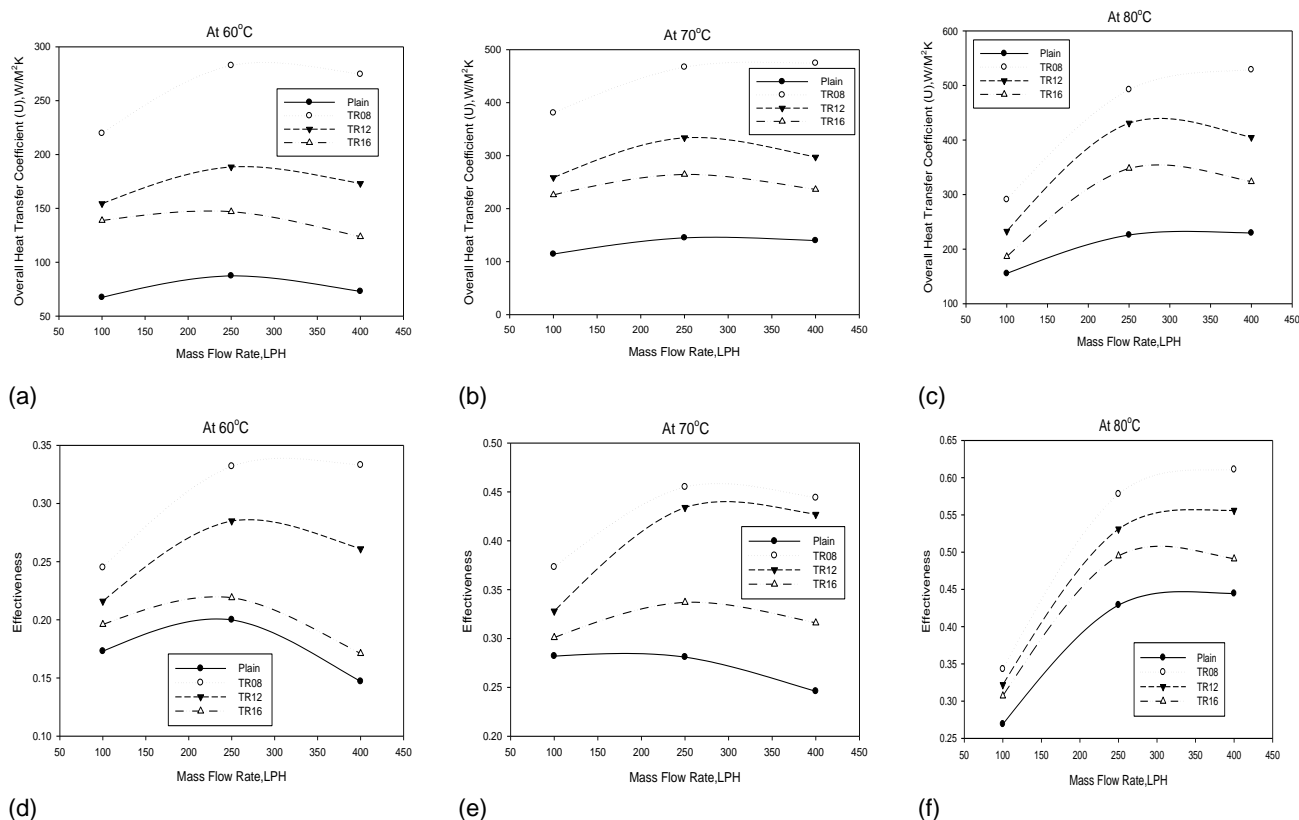 At 60°C
Overall Heat Transfer Coefficient (U),W/M²K
300
250
200
150
100
50
50 100 150 200 250 300 350 400 450
Mass Flow Rate,LPH
Plain
TR08
TR12
TR16
(a)
At 70°C
Overall Heat Transfer Coefficient (U),W/M²K
500
400
300
200
100
0
50 100 150 200 250 300 350 400 450
Mass Flow Rate,LPH
Plain
TR08
TR12
TR16
(b)
At 80°C
Overall Heat Transfer Coefficient (U),W/M²K
600
500
400
300
200
100
50 100 150 200 250 300 350 400 450
Mass Flow Rate,LPH
Plain
TR08
TR12
TR16
(c)
At 60°C
Effectiveness
0.35
0.30
0.25
0.20
0.15
0.10
50 100 150 200 250 300 350 400 450
Mass Flow Rate,LPH
Plain
TR08
TR12
TR16
(d)
At 70°C
Effectiveness
0.50
0.45
0.40
0.35
0.30
0.25
0.20
50 100 150 200 250 300 350 400 450
Mass Flow Rate,LPH
Plain
TR08
TR12
TR16
(e)
At 80°C
Effectiveness
0.65
0.60
0.55
0.50
0.45
0.40
0.35
0.30
0.25
50 100 150 200 250 300 350 400 450
Mass Flow Rate,LPH
Plain
TR08
TR12
TR16
(f)